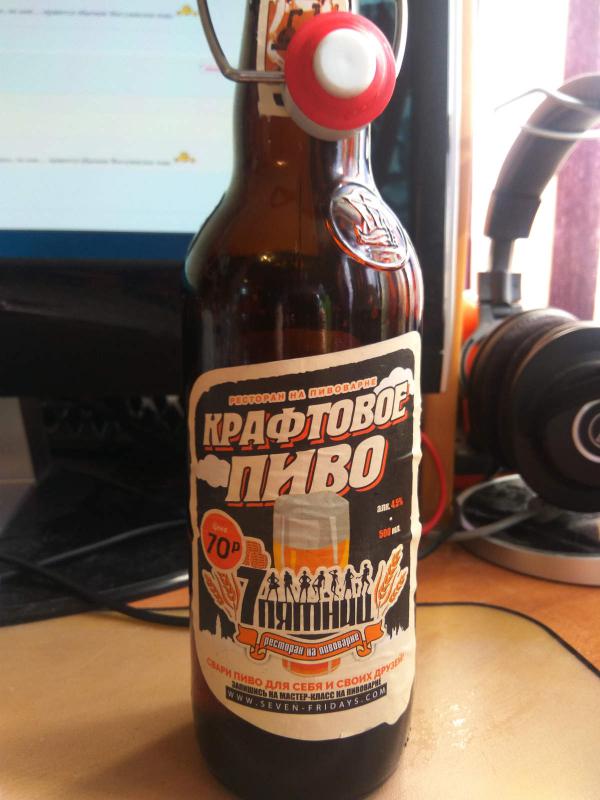 РЕСТОРАН НА ПИВОВАРНЕ
КРАФТОВОЕ
ПИВО
алк. 4,5%
500 мл.
Цена
70Р
7 ПЯТНИЦ
ресторан на пивоварне
СВАРИ ПИВО ДЛЯ СЕБЯ И СВОИХ ДРУЗЕЙ!
ЗАПИШИСЬ НА МАСТЕР-КЛАСС НА ПИВОВАРНЕ
WWW.SEVEN-FRIDAYS.COM